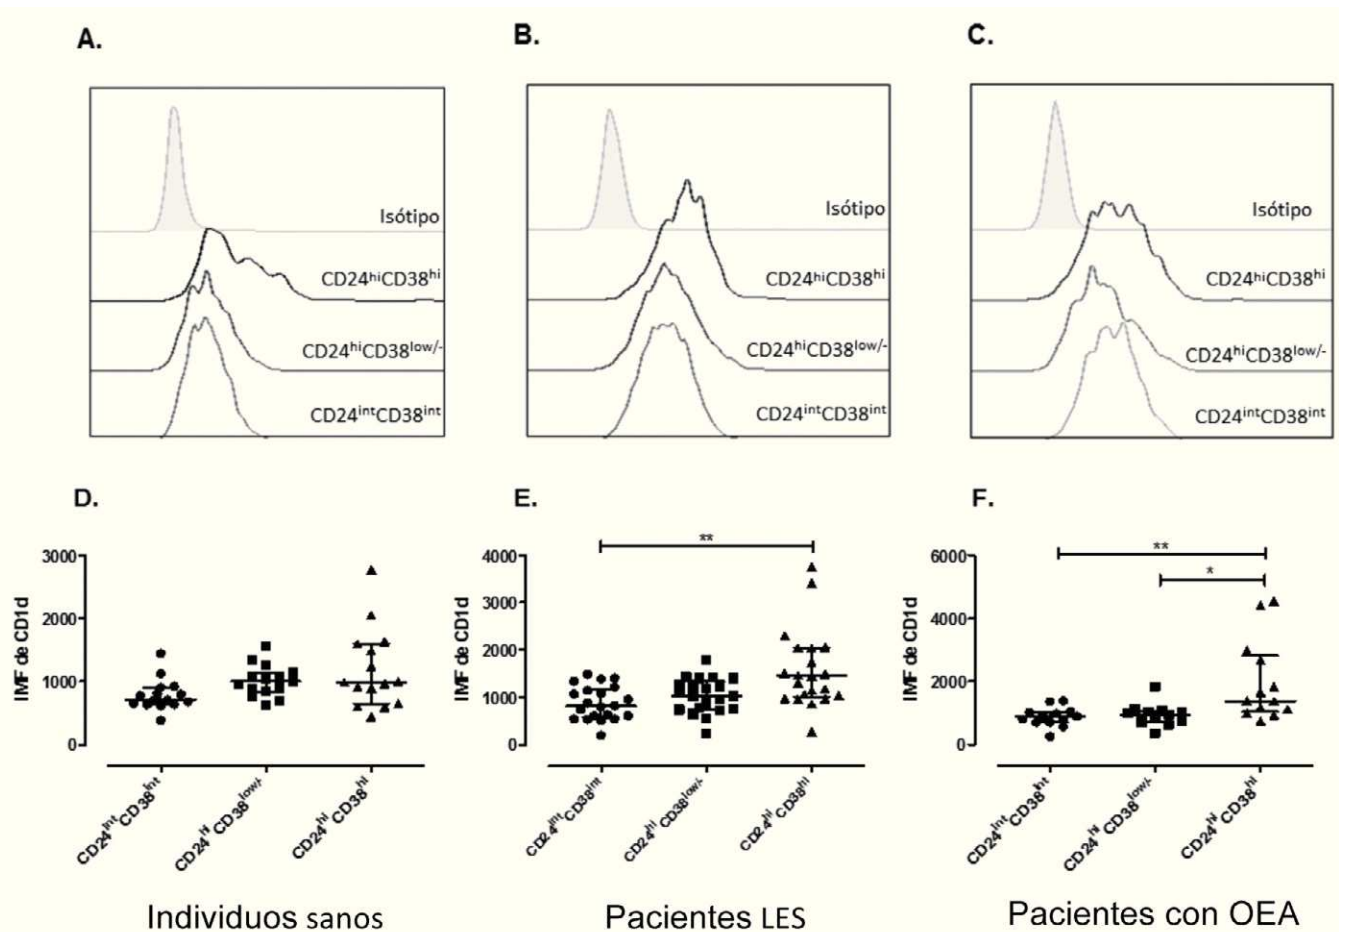 A.
B.
C.
Isótipo
CD24hiCD38hi
CD24hiCD38low/-
CD24intCD38int
Isótipo
CD24hiCD38hi
CD24hiCD38low/-
CD24intCD38int
Isótipo
CD24hiCD38hi
CD24hiCD38low/-
CD24intCD38int
D.
E.
F.
IMF de CD1d
3000
2000
1000
0
CD24intCD38int
CD24hiCD38low/-
CD24hiCD38hi
IMF de CD1d
4000
3000
2000
1000
0
**
CD24intCD38int
CD24hiCD38low/-
CD24hiCD38hi
IMF de CD1d
6000
4000
2000
0
**
*
CD24intCD38int
CD24hiCD38low/-
CD24hiCD38hi
Individuos sanos
Pacientes LES
Pacientes con OEA